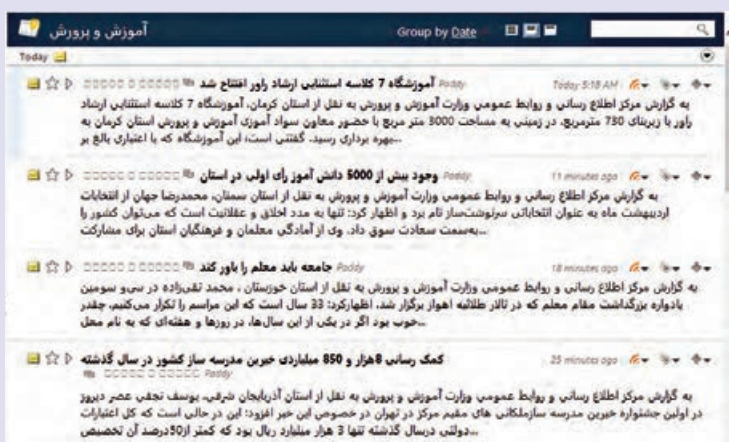 آموزش و پرورش
Group by Date
Today
آموزشگاه 7 کلاسه استثنایی ارشاد راور افتتاح شد Paddy
Today 5:18 AM
به گزارش مرکز اطلاع رسانی و روابط عمومی وزارت آموزش و پرورش به نقل از استان کرمان، آموزشگاه 7 کلاسه استثنایی ارشاد
راور با زیربنای 730 مترمربع، در زمینی به مساحت 3000 متر مربع با حضور معاون سواد آموزی آموزش و پرورش استان کرمان به
بهره برداری رسید. گفتنی است، این آموزشگاه که با اعتباری بالغ بر...
وجود بیش از 5000 دانش آموز رأی اولی در استان Paddy
11 minutes ago
به گزارش مرکز اطلاع رسانی و روابط عمومی وزارت آموزش و پرورش به نقل از استان سمنان، محمدرضا جهان از انتخابات
اردیبهشت ماه به عنوان انتخاباتی سرنوشت‌ساز نام برد و اظهار کرد: تنها به مدد اخلاق و عقلانیت است که می‌توان کشور را
به‌سمت سعادت سوق داد. وی از آمادگی معلمان و فرهنگیان استان برای مشارکت...
جامعه باید معلم را باور کند Paddy
18 minutes ago
به گزارش مرکز اطلاع رسانی و روابط عمومی وزارت آموزش و پرورش به نقل از استان خوزستان ، محمد تقی‌زاده در سی‌و سومین
یادواره بزرگداشت مقام معلم که در تالار طلائیه اهواز برگزار شد، اظهارکرد: 33 سال است که این مراسم را تکرار می‌کنیم، چقدر
خوب بود اگر در یکی از این سال‌ها، در روزها و هفته‌ای که به نام معل...
کمک رسانی 8هزار و 850 میلیاردی خیرین مدرسه ساز کشور در سال گذشته
25 minutes ago
Paddy
به گزارش مرکز اطلاع رسانی و روابط عمومی وزارت آموزش و پرورش به نقل از استان آذربایجان شرقی، یوسف نجفی عصر دیروز
در اولین جشنواره خیرین مدرسه سازملکانی های مقیم مرکز در تهران در خصوص این خبر افزود: این در حالی است که کل اعتبارات
دولتی درسال گذشته تنها 3 هزار میلیارد ریال بود که کمتر از50درصد آن تخصیص...